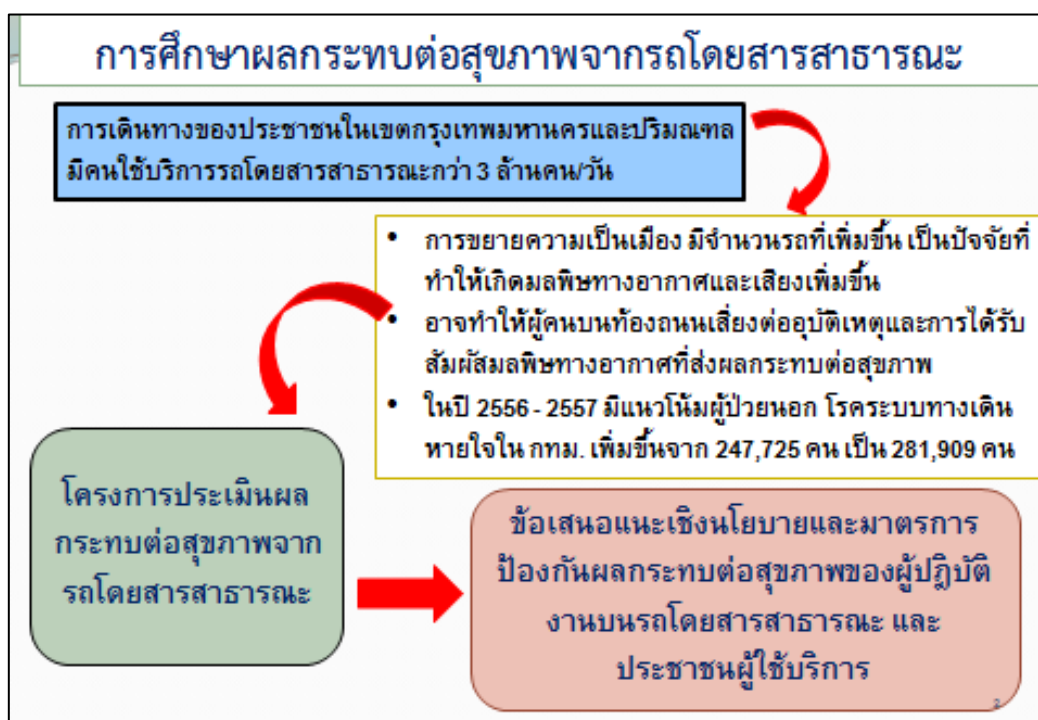 การศึกษาผลกระทบต่อสุขภาพจากรถโดยสารสาธารณะ
การเดินทางของประชาชนในเขตกรุงเทพมหานครและปริมณฑล
มีคนใช้บริการรถโดยสารสาธารณะกว่า 3 ล้านคน/วัน
• การขยายความเป็นเมือง มีจำนวนรถที่เพิ่มขึ้น เป็นปัจจัยที่
ทำให้เกิดมลพิษทางอากาศและเสียงเพิ่มขึ้น
• อาจทำให้ผู้คนบนท้องถนนเสี่ยงต่ออุบัติเหตุและการได้รับ
สัมผัสมลพิษทางอากาศที่ส่งผลกระทบต่อสุขภาพ
• ในปี 2556 - 2557 มีแนวโน้มผู้ป่วยนอก โรคระบบทางเดิน
หายใจใน กทม. เพิ่มขึ้นจาก 247,725 คน เป็น 281,909 คน
โครงการประเมินผล
กระทบต่อสุขภาพจาก
รถโดยสารสาธารณะ
ข้อเสนอแนะเชิงนโยบายและมาตรการ
ป้องกันผลกระทบต่อสุขภาพของผู้ปฏิบัติ
งานบนรถโดยสารสาธารณะ และ
ประชาชนผู้ใช้บริการ
2